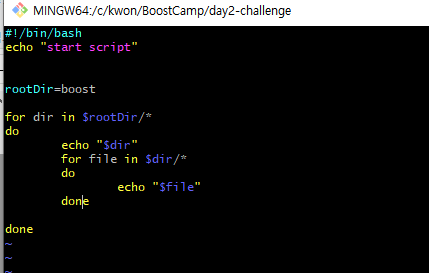 MINGW64:/c/kwon/BoostCamp/day2-challenge
#!/bin/bash
echo "start script"
rootDir=boost
for dir in $rootDir/*
do
echo "$dir"
for file in $dir/*
do
echo "$file"
done
done
~
~
~